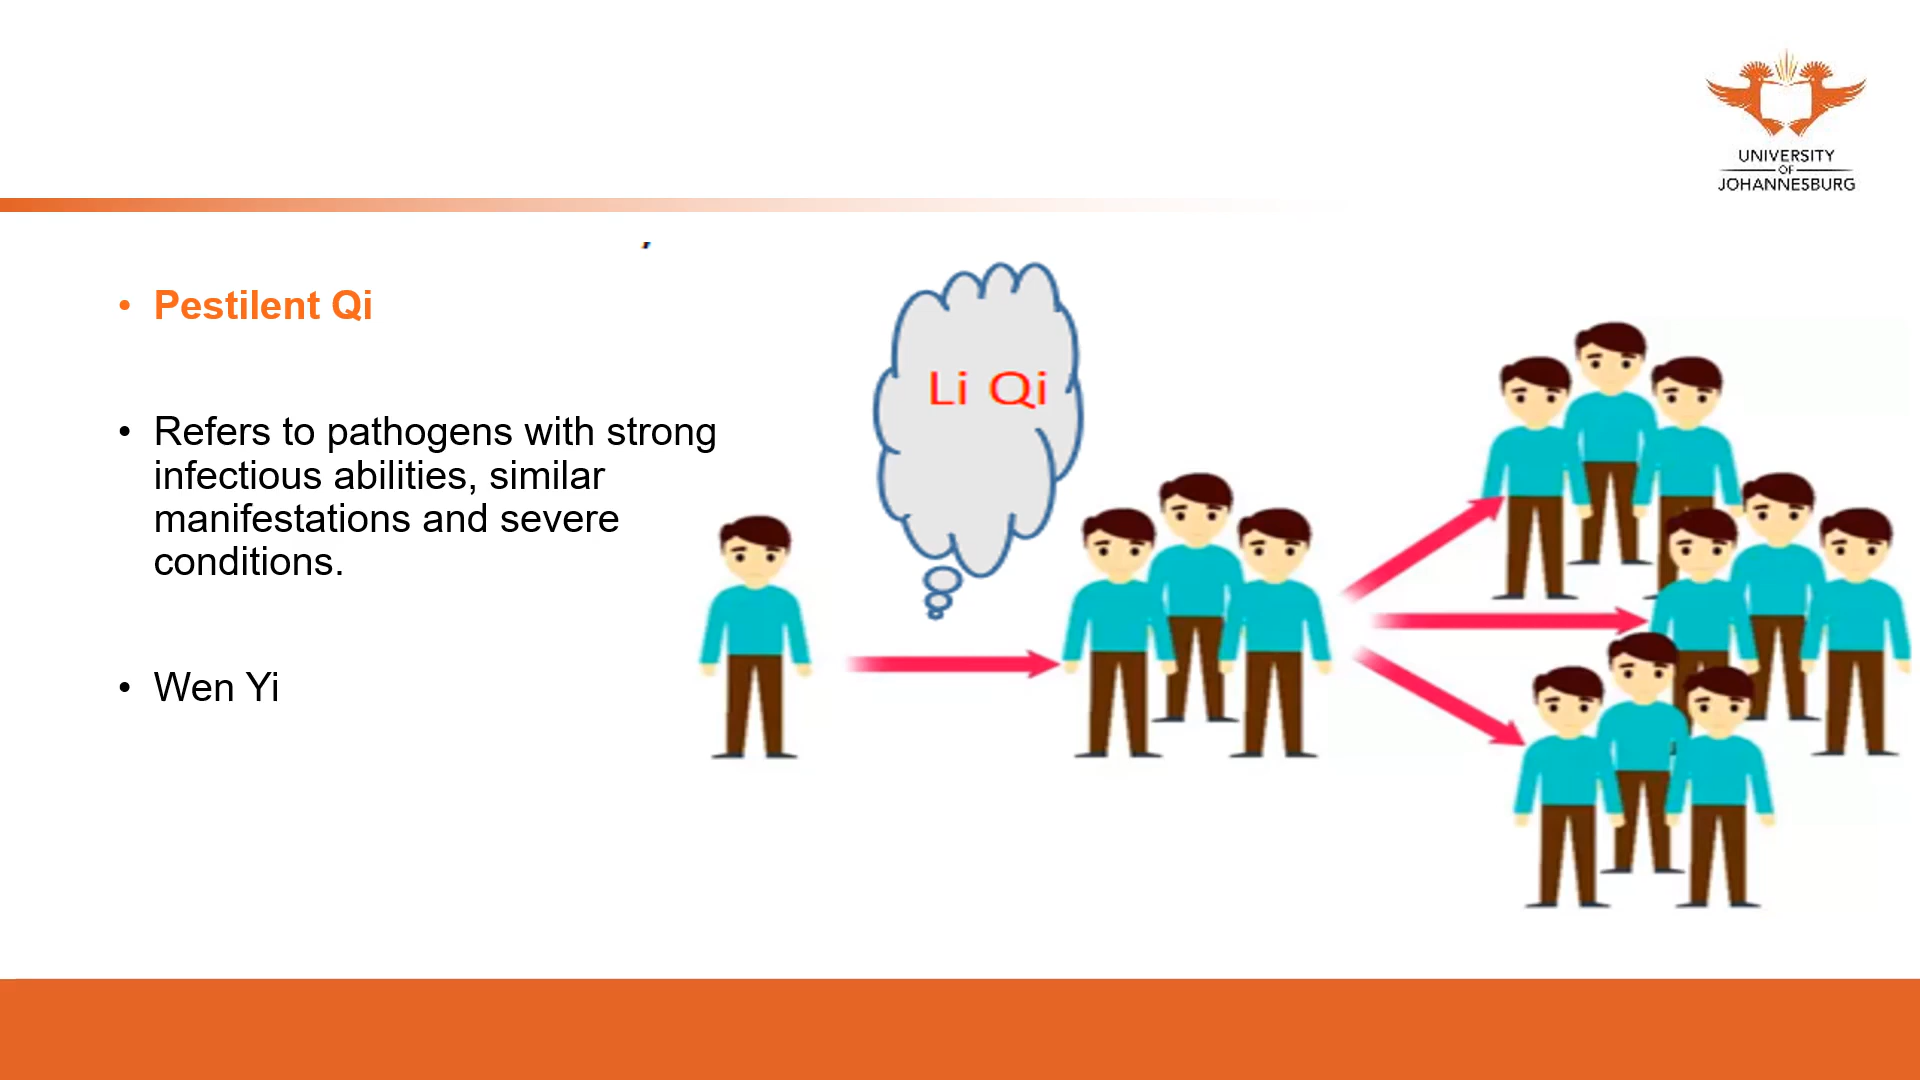 UNIVERSITY
OF
JOHANNESBURG
• Pestilent Qi
• Refers to pathogens with strong
infectious abilities, similar
manifestations and severe
conditions.
• Wen Yi
Li Qi